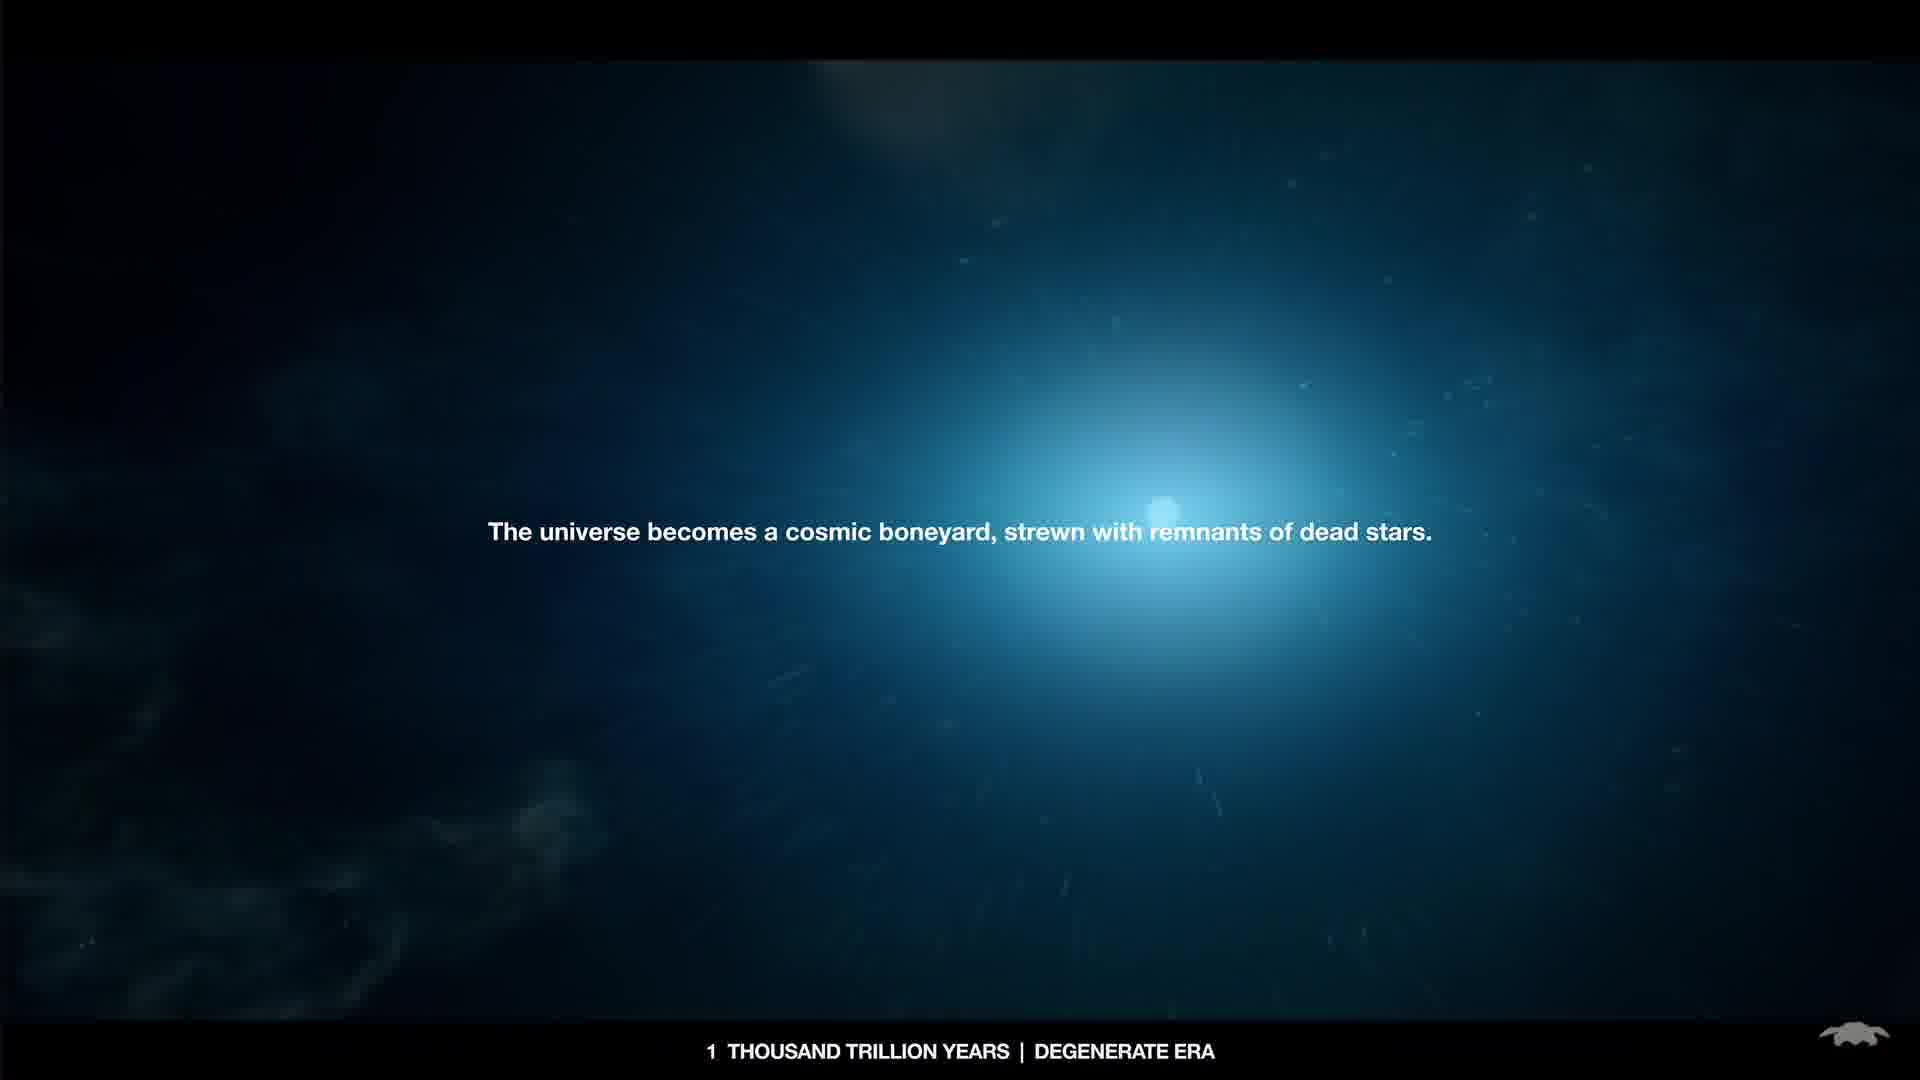 The universe becomes a cosmic boneyard, strewn with remnants of dead stars.
1 THOUSAND TRILLION YEARS | DEGENERATE ERA